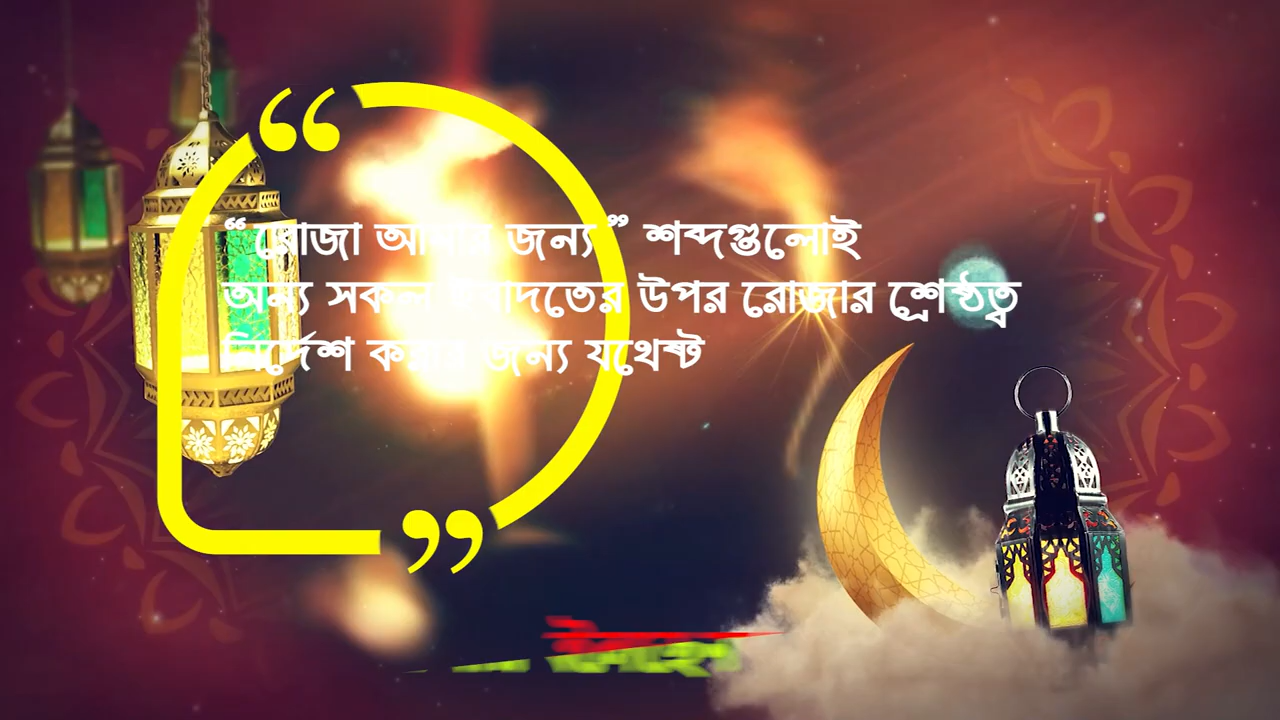 “ রোজা আমার জন্য ” শব্দগুলোই
অন্য সকল ইবাদতের উপর রোজার শ্রেষ্ঠত্ব
নির্দেশ করার জন্য যথেষ্ট